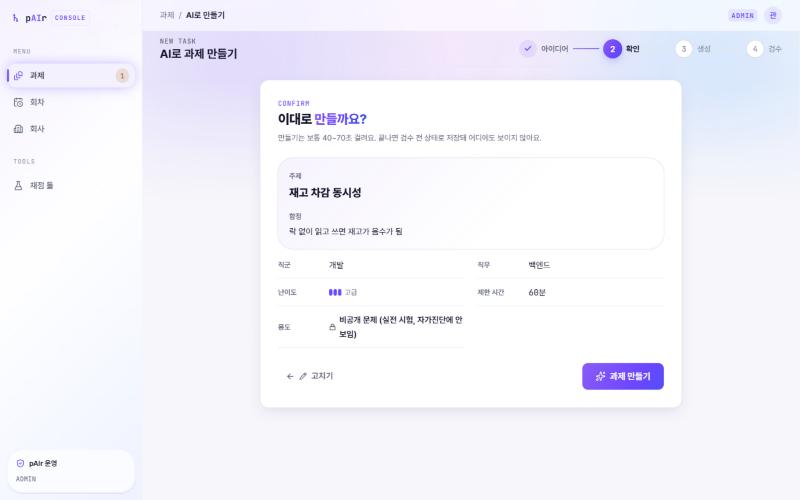 pAIr CONSOLE
과제 / AI로 만들기
ADMIN 관
MENU
과제 1
회차
회사
TOOLS
채점 툴
NEW TASK
AI로 과제 만들기
아이디어
2 확인
3 생성
4 검수
CONFIRM
이대로 만들까요?
만들기는 보통 40~70초 걸려요. 끝나면 검수 전 상태로 저장돼 어디에도 보이지 않아요.
주제
재고 차감 동시성
함정
락 없이 읽고 쓰면 재고가 음수가 됨
직군 개발
직무 백엔드
난이도 고급
제한 시간 60분
용도 비공개 문제 (실전 시험, 자가진단에 안
보임)
고치기
과제 만들기
pAIr 운영
ADMIN